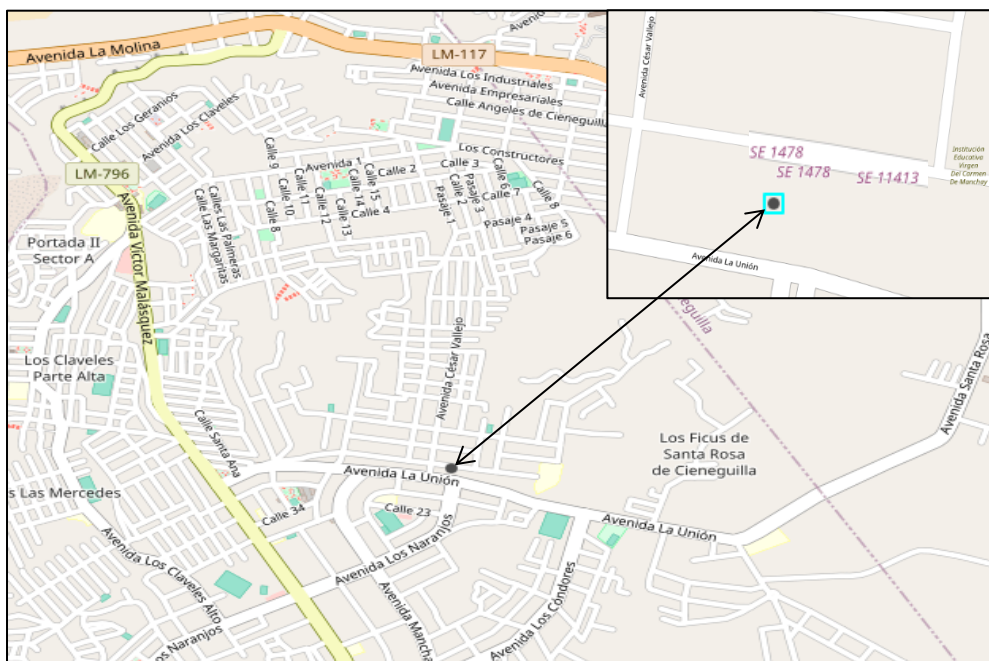 Avenida La Molina
LM-117
Avenida Los Industriales
Avenida Empresariales
Calle Angeles de Cieneguill
Calle Los Geranios
Avenida Los Claveles
Los Constructores
Calle 9
Avenida 1
Calle 2
Calle 3
Calle 6
LM-796
Calle 10
Calle 11
Calle 12
Calle 14
Calle 15
Calle 13
Calle 4
Calle 8
Pasaje 1
Calle 2
Pasaje 3
Calle 7
Calle 8
Pasaje 4
Pasaje 5
Pasaje 6
Calles Las Palmeras
Calle Las Margaritas
Avenida Víctor Malásquez
Portada II
Sector A
Los Claveles
Parte Alta
Avenida César Vallejo
Calle Santa Ana
s Las Mercedes
Avenida La Unión
Calle 34
Calle 23
Avenida Los Naranjos
Avenida Los Claveles Alto
Naranjos
Avenida Mancha
Avenida Los Cóndores
Avenida La Unión
Los Ficus de
Santa Rosa
de Cieneguilla
Avenida Santa Rosa
eguilla
Avenida César Vallejo
SE 1478
SE 1478
SE 11413
Institución
Educative
Virgen
Del Carmen
De Manchay
Avenida La Unión